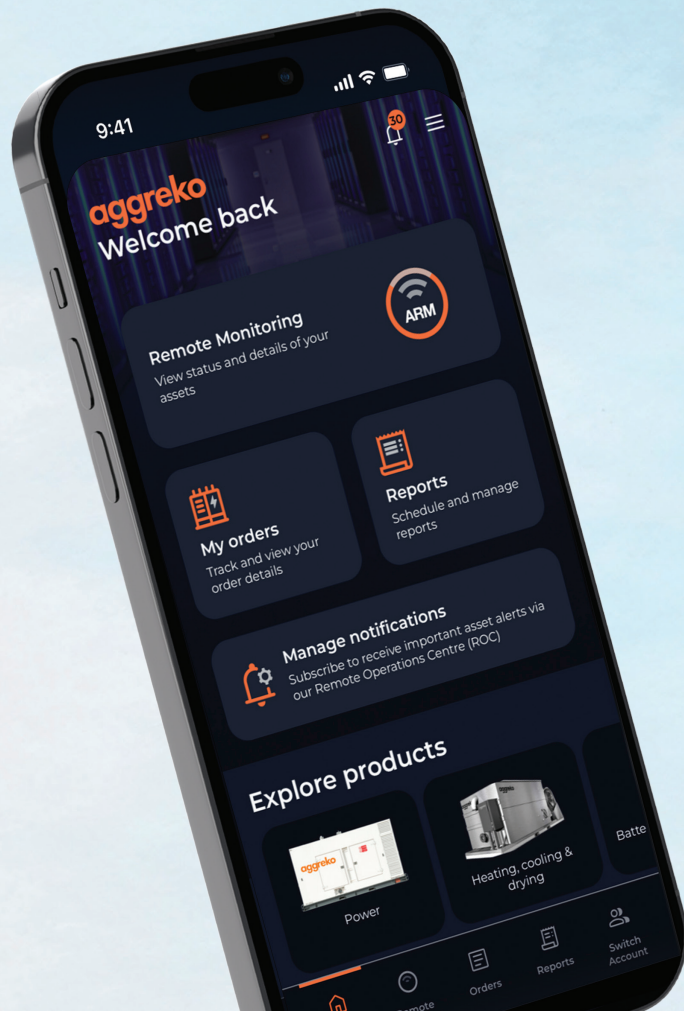 9:41
30
aggreko
Welcome back
Remote Monitoring
View status and details of your
assets
ARM
My orders
Track and view your
order details
Reports
Schedule and manage
reports
Manage notifications
Subscribe to receive important asset alerts via
our Remote Operations Centre (ROC)
Explore products
aggreko
Power
Heating, cooling &
drying
Batte
Remote
Orders
Reports
Switch
Account